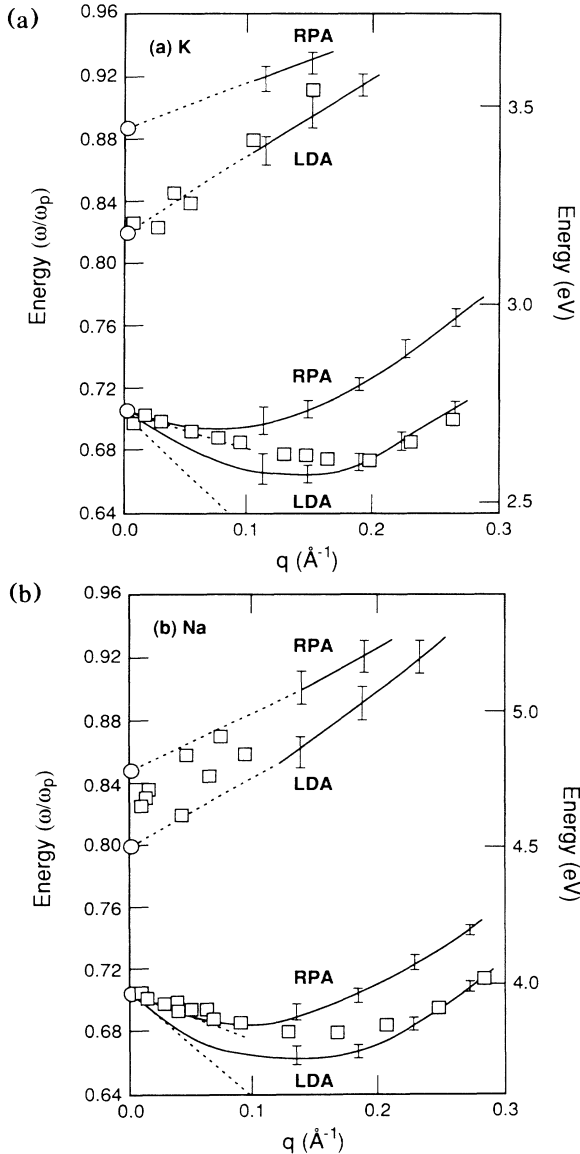 (a)
(a) K
RPA
LDA
RPA
LDA
0.96
0.92
0.88
0.84
0.80
0.76
0.72
0.68
0.64
Energy (ω/ωp)
3.5
3.0
2.5
Energy (eV)
0.0
0.1
0.2
0.3
q (Å-1)
(b)
(b) Na
RPA
LDA
RPA
LDA
0.96
0.92
0.88
0.84
0.80
0.76
0.72
0.68
0.64
Energy (ω/ωp)
5.0
4.5
4.0
Energy (eV)
0.0
0.1
0.2
0.3
q (Å-1)